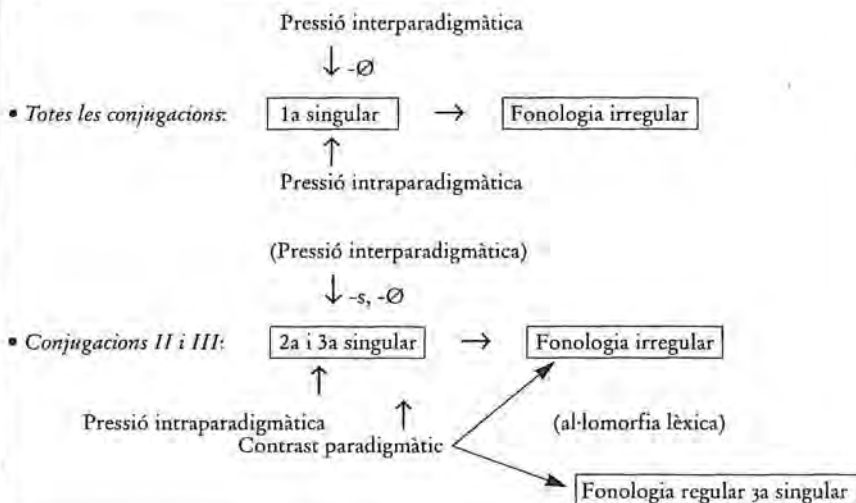 Pressió interparadigmàtica
↓ -Ø
• Totes les conjugacions: 1a singular → Fonologia irregular
↑
Pressió intraparadigmàtica
(Pressió interparadigmàtica)
↓ -s, -Ø
• Conjugacions II i III: 2a i 3a singular → Fonologia irregular
↑ ↑
Pressió intraparadigmàtica (al·lomorfia lèxica)
Contrast paradigmàtic
Fonologia regular 3a singular